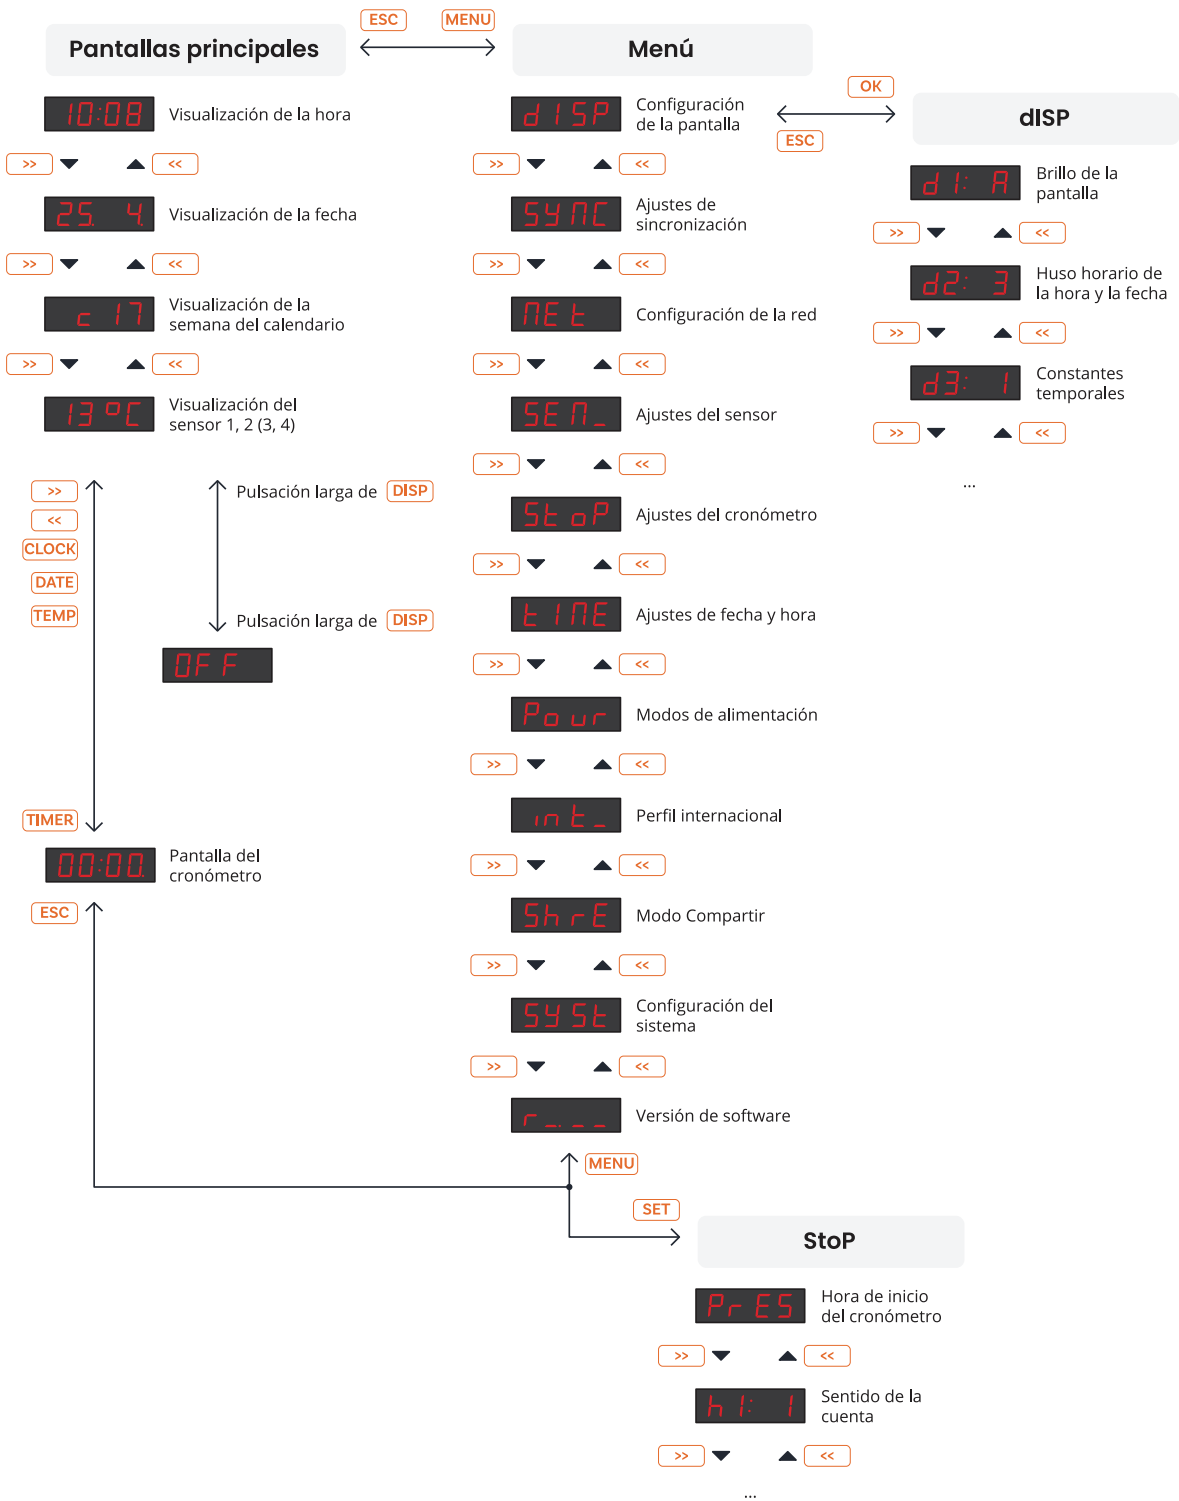 ESC MENU
Pantallas principales
Menú
10:08
Visualización de la hora
>> <<
25. 4.
Visualización de la fecha
>> <<
c 17
Visualización de la
semana del calendario
>> <<
13 °C
Visualización del
sensor 1, 2 (3, 4)
>>
<<
CLOCK
DATE
TEMP
Pulsación larga de DISP
Pulsación larga de DISP
OFF
TIMER
00:00.
Pantalla del
cronómetro
ESC
dISP
Configuración
de la pantalla
>> <<
SYNC
Ajustes de
sincronización
>> <<
NEt
Configuración de la red
>> <<
SEN_
Ajustes del sensor
>> <<
StoP
Ajustes del cronómetro
>> <<
tIME
Ajustes de fecha y hora
>> <<
Pour
Modos de alimentación
>> <<
int_
Perfil internacional
>> <<
ShrE
Modo Compartir
>> <<
SYSt
Configuración del
sistema
>> <<
r _._ _
Versión de software
MENU
SET
OK
ESC
dISP
d1: A
Brillo de la
pantalla
>> <<
d2: 3
Huso horario de
la hora y la fecha
>> <<
d3: 1
Constantes
temporales
>> <<
...
StoP
PrES
Hora de inicio
del cronómetro
>> <<
h1: 1
Sentido de la
cuenta
>> <<
...